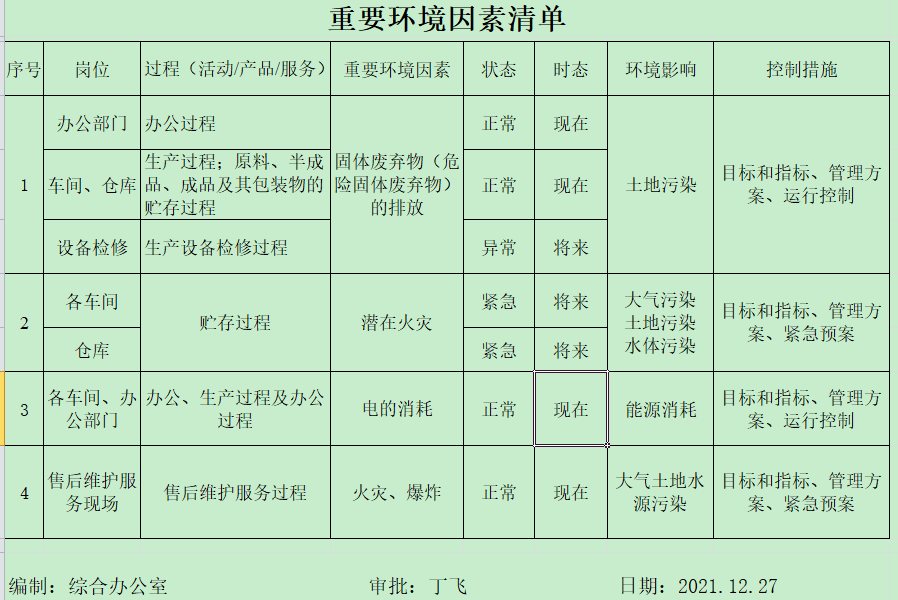 重要环境因素清单
序号 岗位 过程（活动/产品/服务） 重要环境因素 状态 时态 环境影响 控制措施
1
办公部门 办公过程 正常 现在
车间、仓库
生产过程；原料、半成
品、成品及其包装物的
贮存过程
正常 现在
设备检修 生产设备检修过程 异常 将来
固体废弃物（危
险固体废弃物）
的排放
土地污染
目标和指标、管理方
案、运行控制
2
各车间
仓库
贮存过程
潜在火灾
紧急 将来
紧急 将来
大气污染
土地污染
水体污染
目标和指标、管理方
案、紧急预案
3
各车间、办
公部门
办公、生产过程及办公
过程
电的消耗
正常 现在
能源消耗
目标和指标、管理方
案、运行控制
4
售后维护服
务现场
售后维护服务过程
火灾、爆炸
正常 现在
大气土地水
源污染
目标和指标、管理方
案、紧急预案
编制：综合办公室 审批：丁飞 日期：2021.12.27